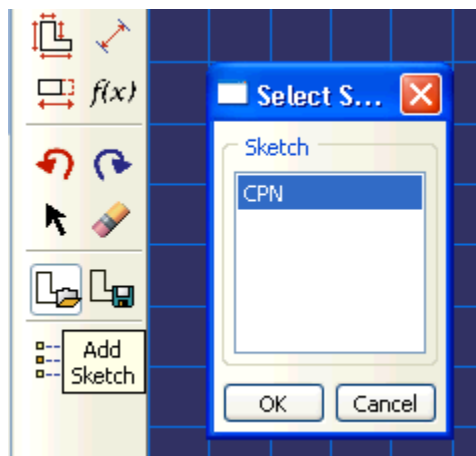 f(x)
Add
Sketch
Select S...
Sketch
CPN
OK
Cancel